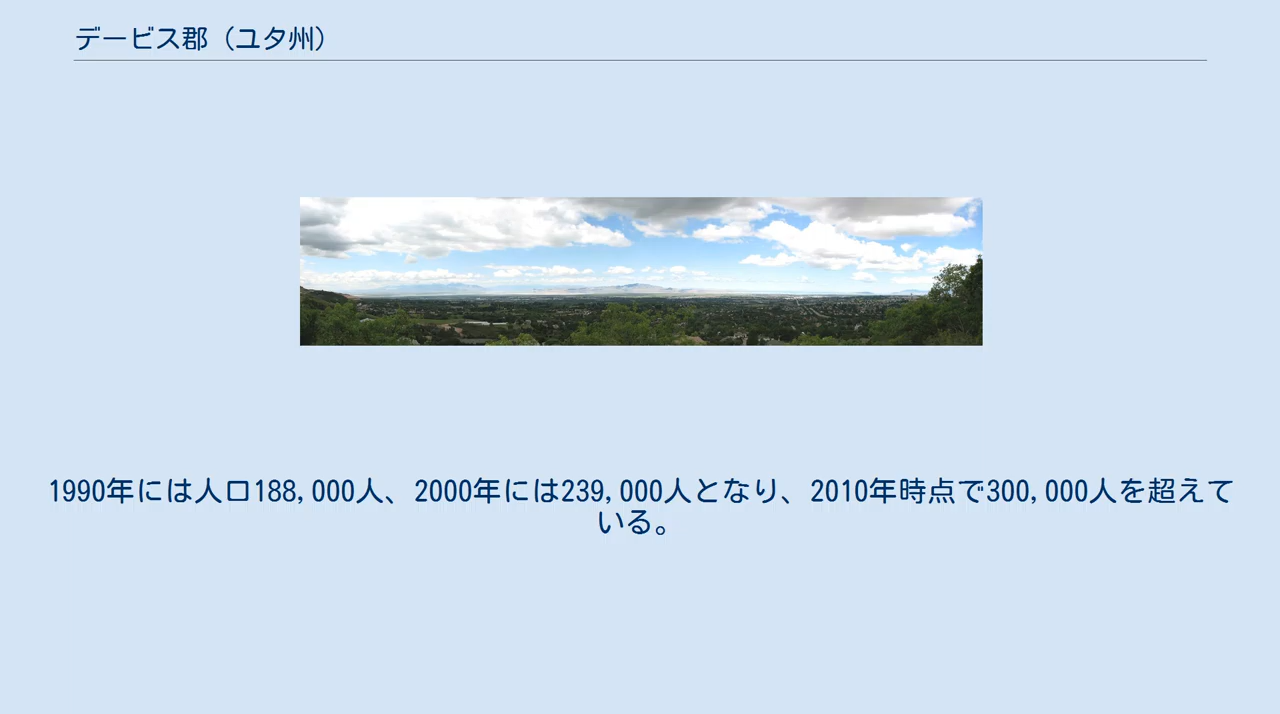 デービス郡（ユタ州）
1990年には人口188,000人、2000年には239,000人となり、2010年時点で300,000人を超えて
いる。